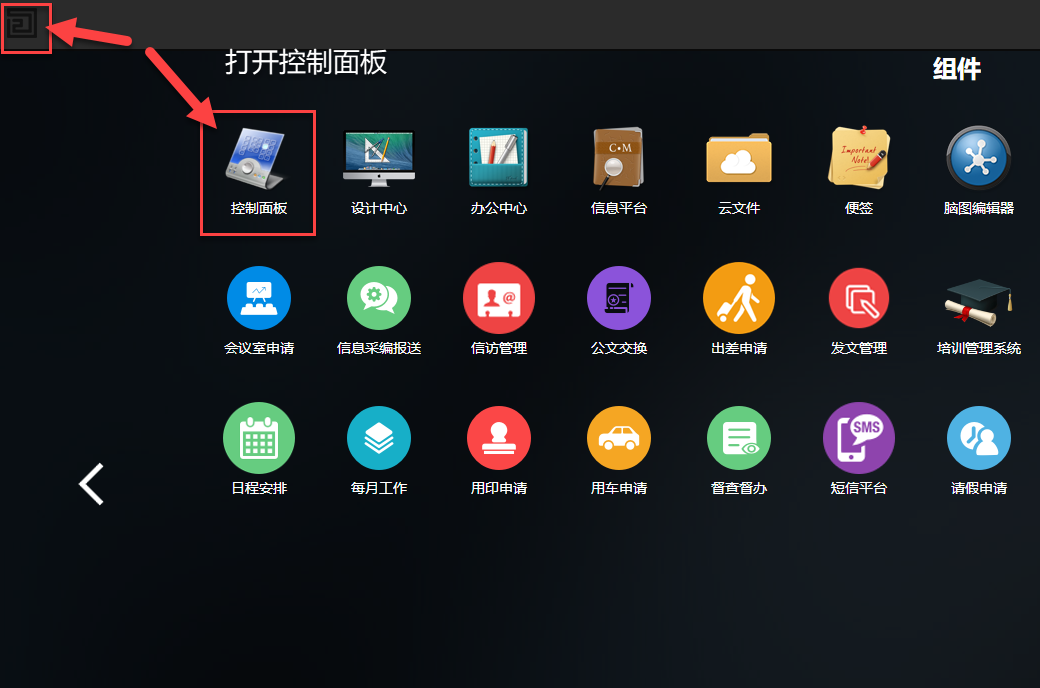 打开控制面板
组件
控制面板
设计中心
办公中心
C•M
信息平台
云文件
Important
Note!
便签
脑图编辑器
会议室申请
信息采编报送
@
信访管理
公文交换
出差申请
发文管理
培训管理系统
日程安排
每月工作
用印申请
用车申请
督查督办
SMS
短信平台
请假申请